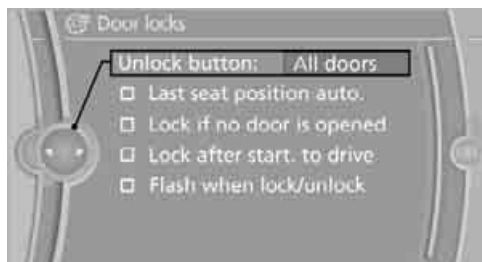 Door locks
Unlock button: All doors
Last seat position auto.
Lock if no door is opened
Lock after start. to drive
Flash when lock/unlock